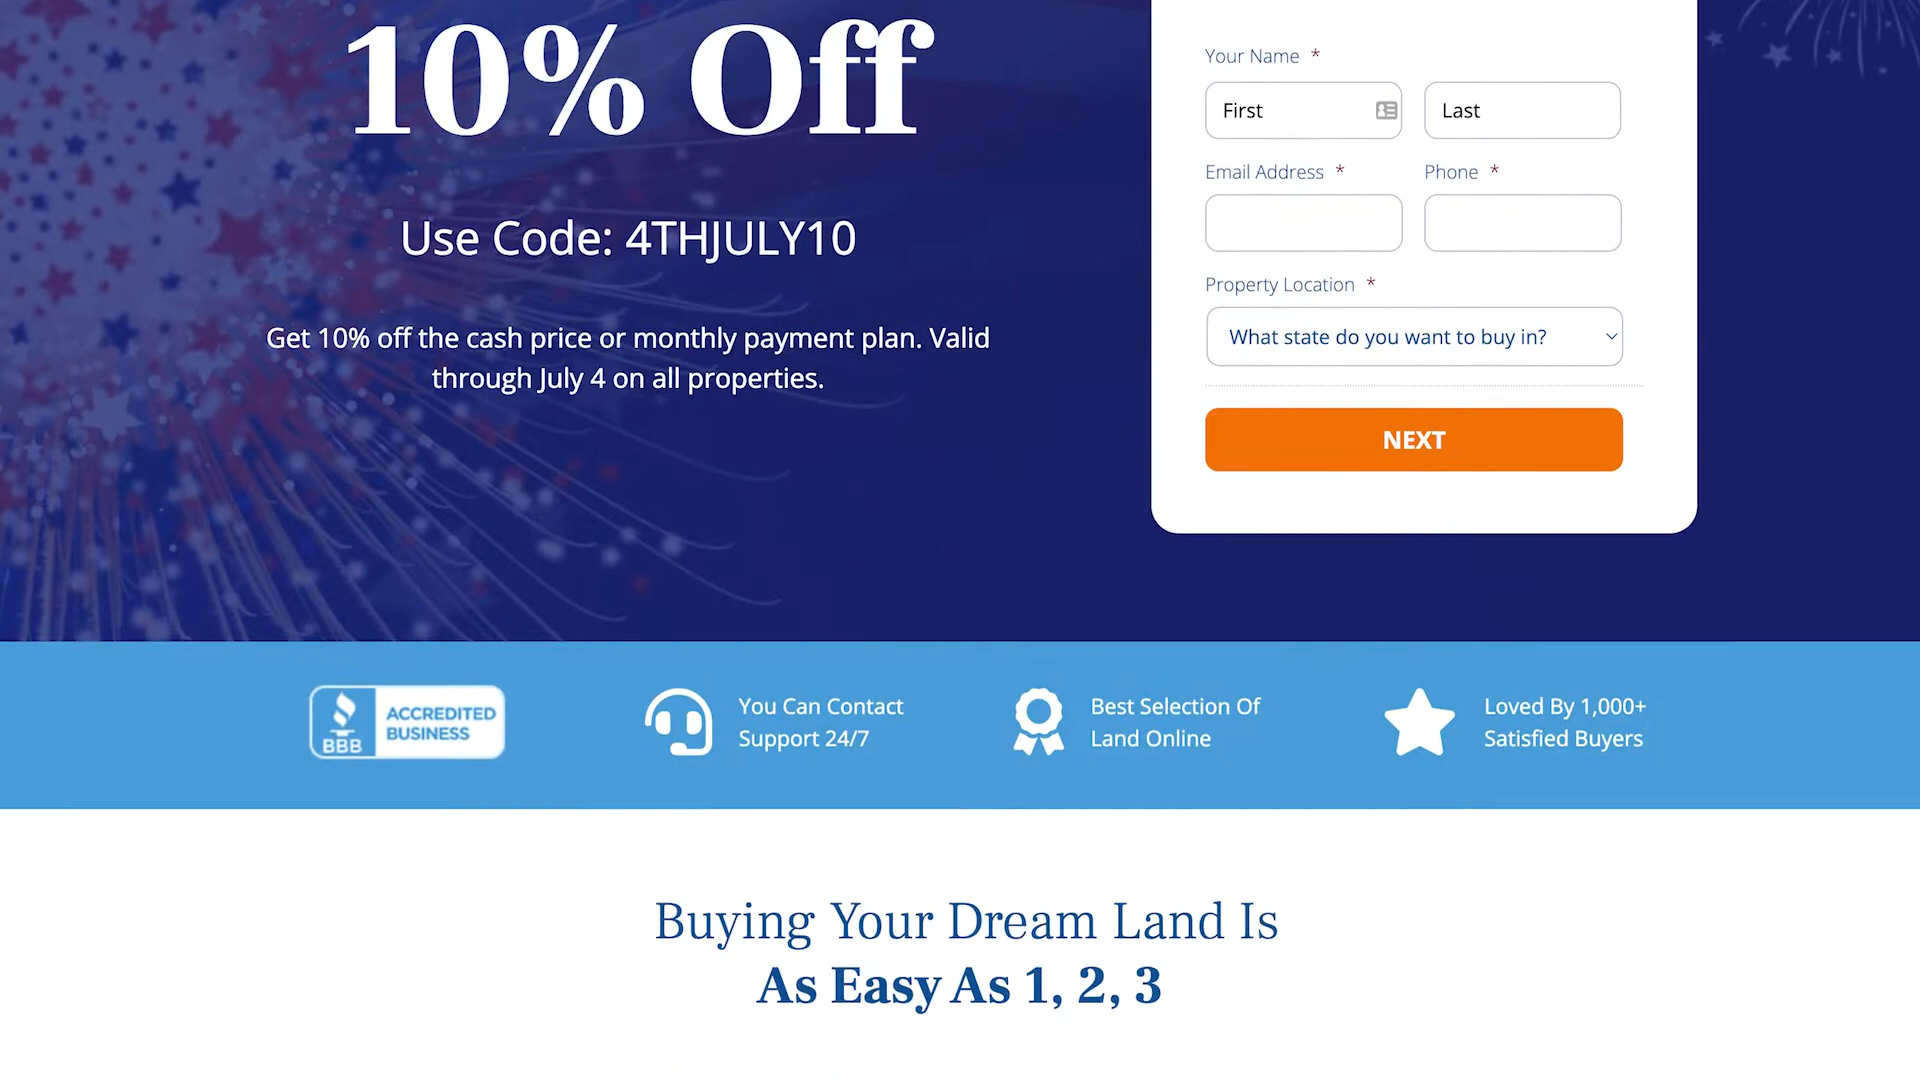 10% Off
Use Code: 4THJULY10
Get 10% off the cash price or monthly payment plan. Valid
through July 4 on all properties.
Your Name *
First
Last
Email Address *
Phone *
Property Location *
What state do you want to buy in?
NEXT
BBB
ACCREDITED
BUSINESS
You Can Contact
Support 24/7
Best Selection Of
Land Online
Loved By 1,000+
Satisfied Buyers
Buying Your Dream Land Is
As Easy As 1, 2, 3